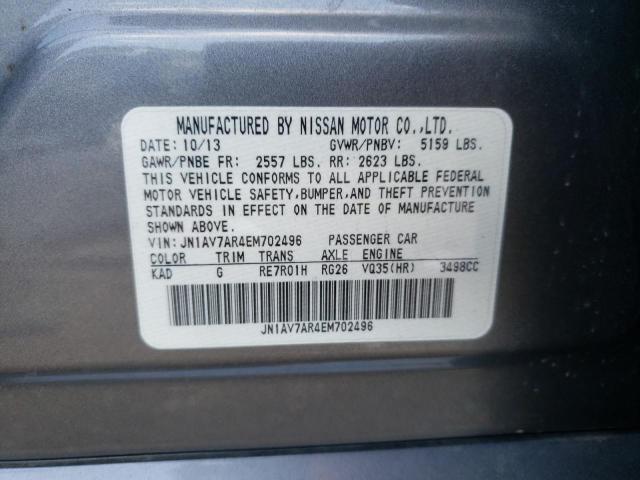 MANUFACTURED BY NISSAN MOTOR CO.,LTD.
DATE: 10/13 GVWR/PNBV: 5159 LBS.
GAWR/PNBE FR: 2557 LBS. RR: 2623 LBS.
THIS VEHICLE CONFORMS TO ALL APPLICABLE FEDERAL
MOTOR VEHICLE SAFETY, BUMPER, AND THEFT PREVENTION
STANDARDS IN EFFECT ON THE DATE OF MANUFACTURE
SHOWN ABOVE.
VIN: JN1AV7AR4EM702496 PASSENGER CAR
COLOR TRIM TRANS AXLE ENGINE
KAD G RE7R01H RG26 VQ35(HR) 3498CC
JN1AV7AR4EM702496